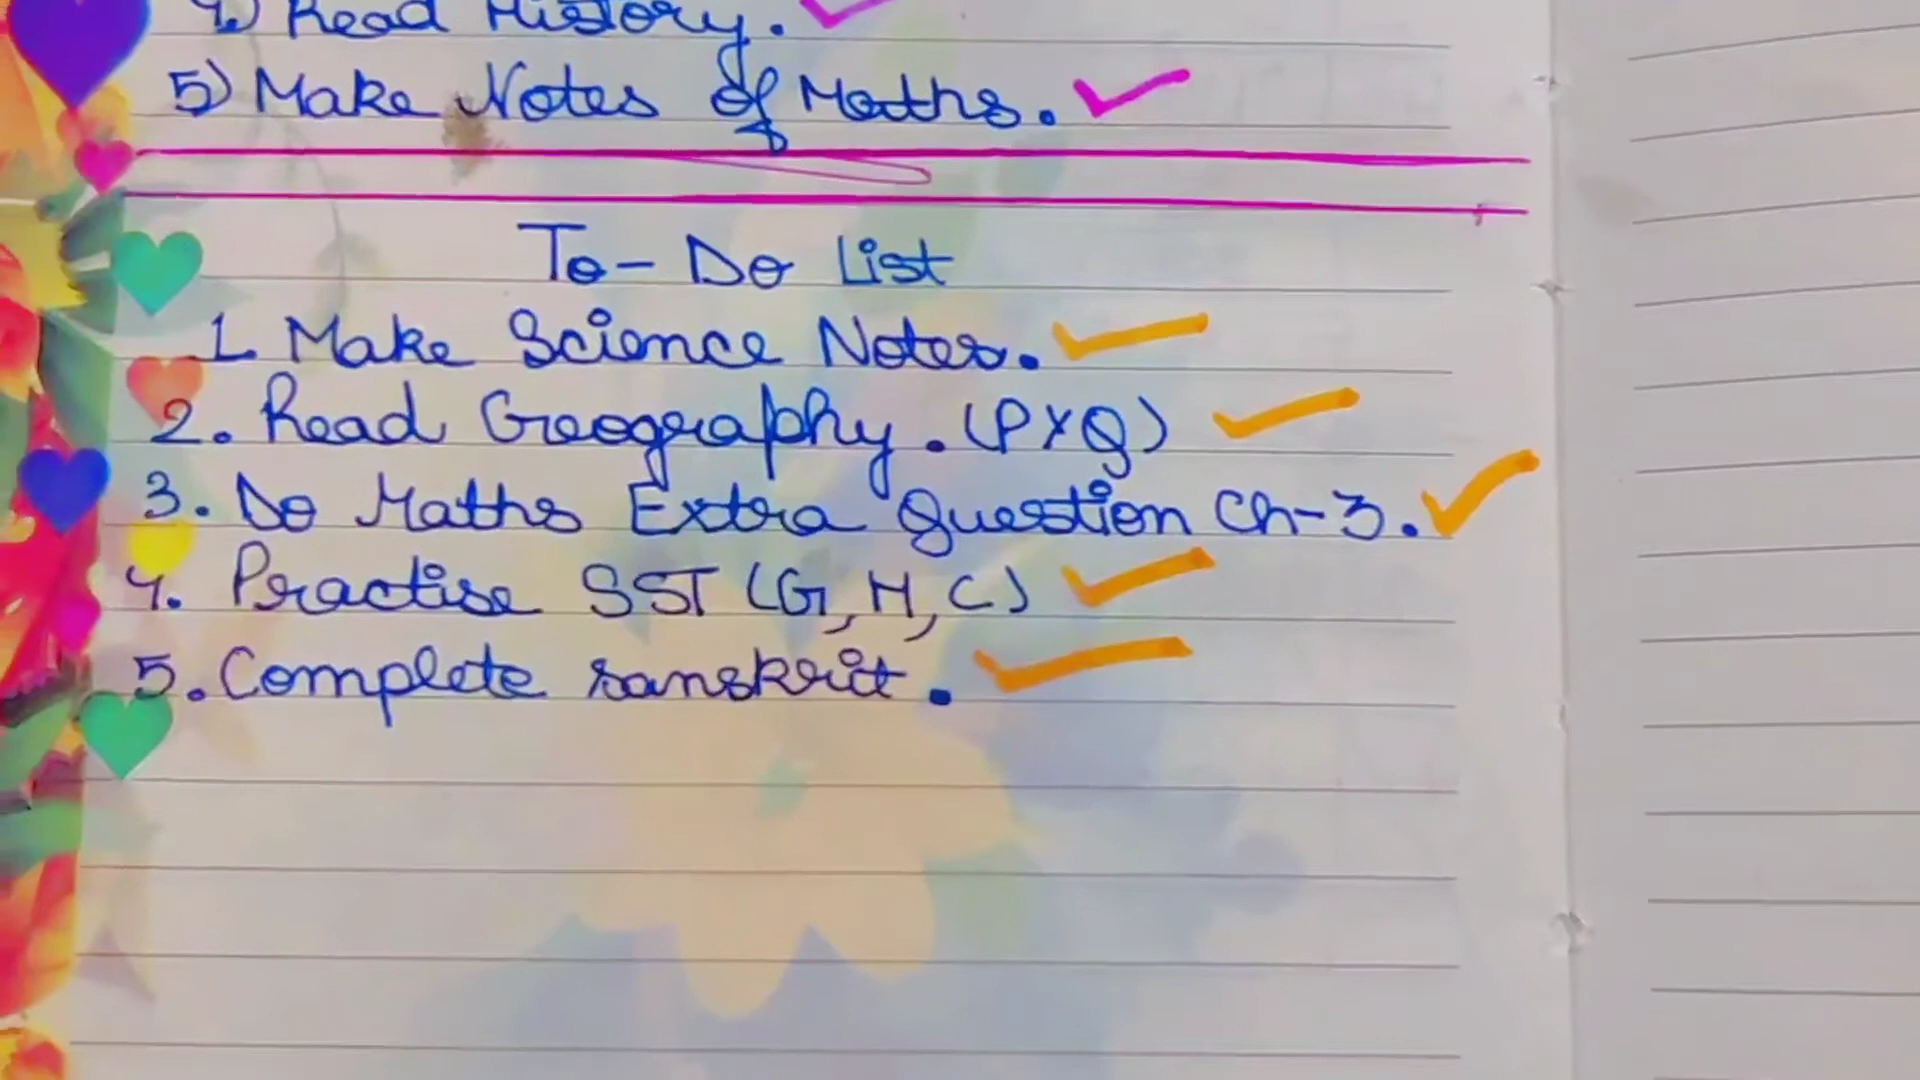 4) Read History.
5) Make Notes of Maths.
To-Do List
1. Make Science Notes.
2. Read Geography. (PYQ)
3. Do Maths Extra Question Ch-3.
4. Practise SST (G, H, C)
5. Complete sanskrit.